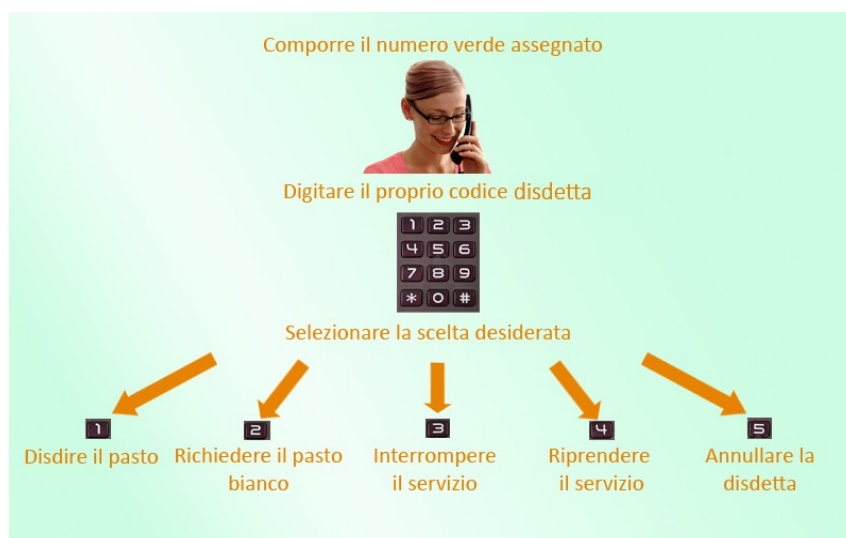 Comporre il numero verde assegnato
Digitare il proprio codice disdetta
1 2 3
4 5 6
7 8 9
* 0 #
Selezionare la scelta desiderata
1
Disdire il pasto
2
Richiedere il pasto
bianco
3
Interrompere
il servizio
4
Riprendere
il servizio
5
Annullare la
disdetta